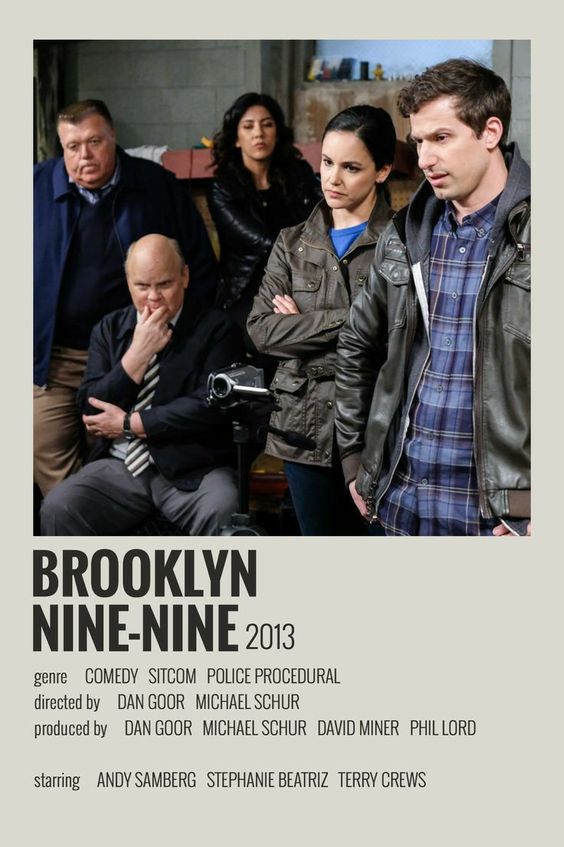 BROOKLYN
NINE-NINE 2013
genre COMEDY SITCOM POLICE PROCEDURAL
directed by DAN GOOR MICHAEL SCHUR
produced by DAN GOOR MICHAEL SCHUR DAVID MINER PHIL LORD
starring ANDY SAMBERG STEPHANIE BEATRIZ TERRY CREWS